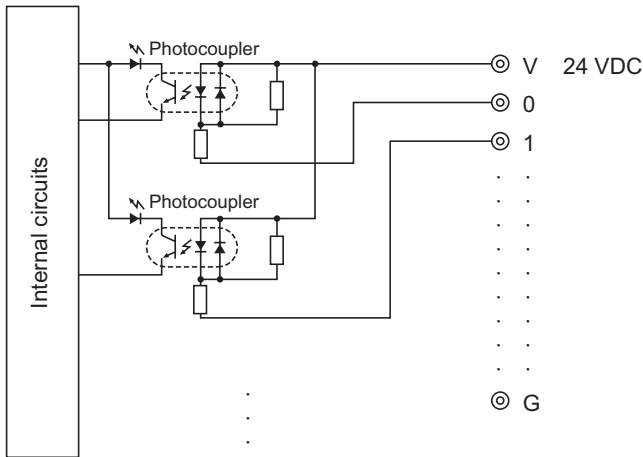 Photocoupler
V 24 VDC
0
1
Photocoupler
Internal circuits
G